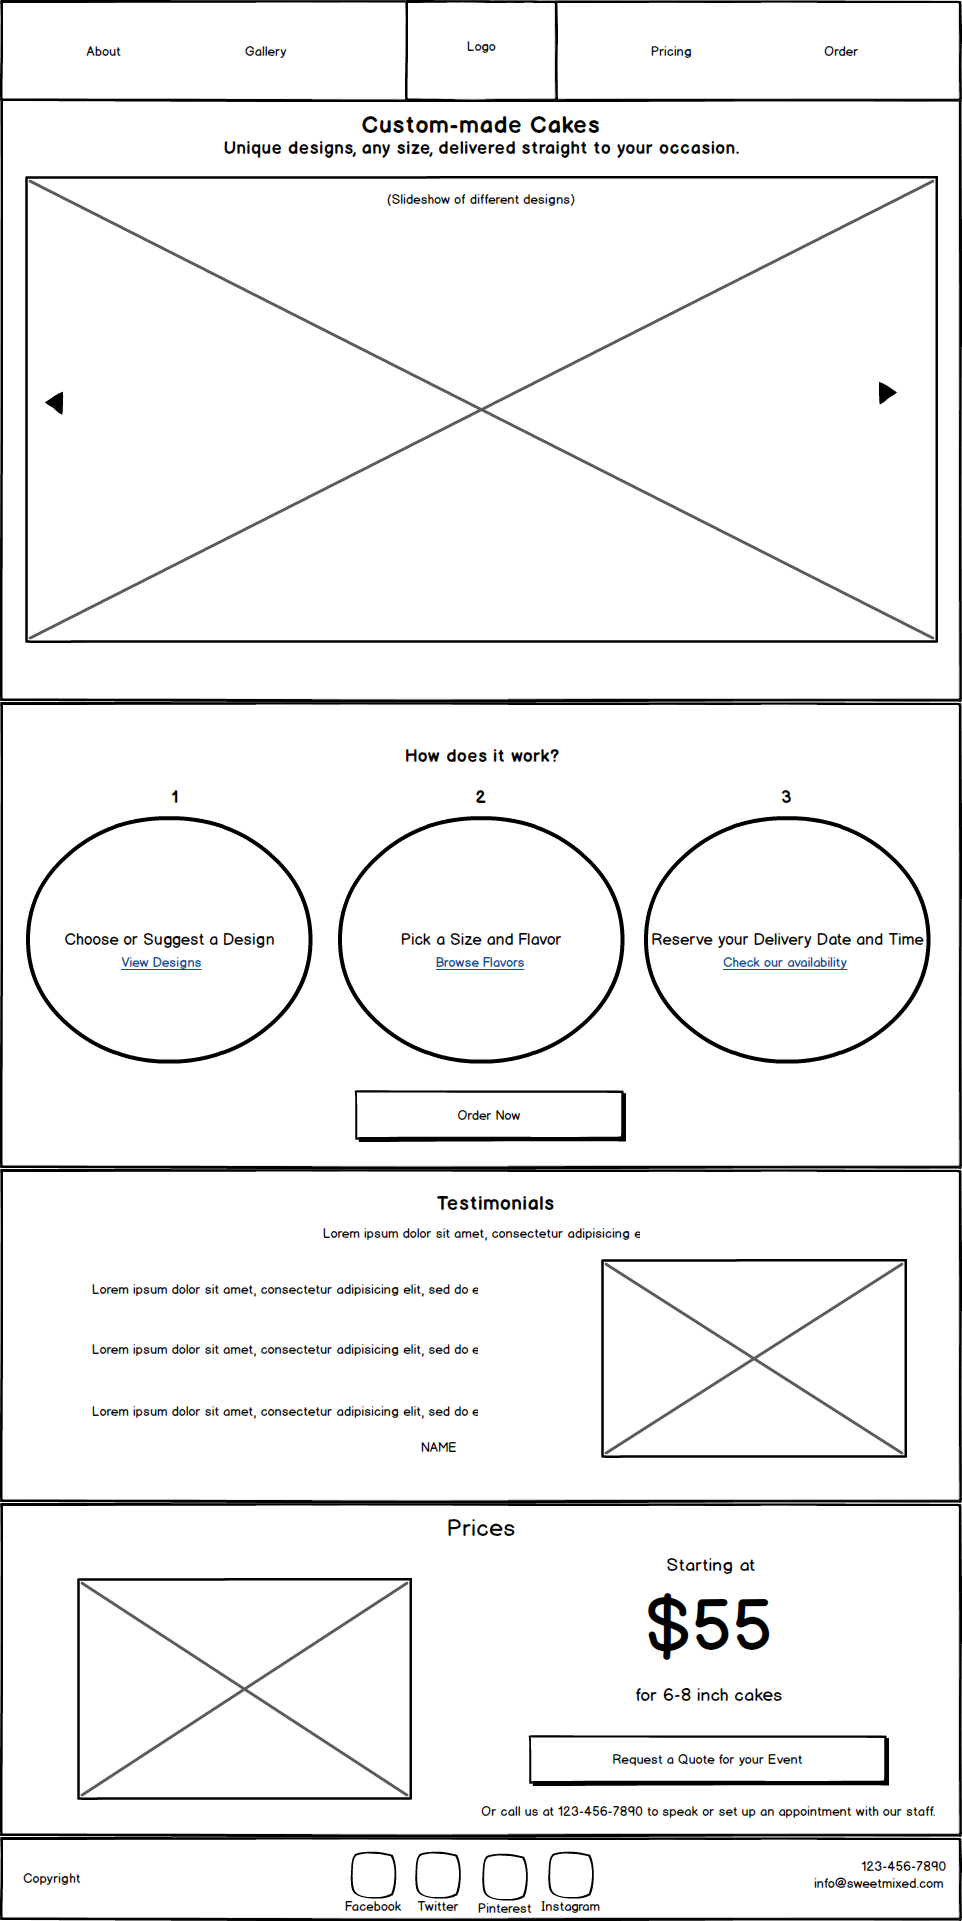 About
Gallery
Logo
Pricing
Order
Custom-made Cakes
Unique designs, any size, delivered straight to your occasion.
(Slideshow of different designs)
How does it work?
1
2
3
Choose or Suggest a Design
View Designs
Pick a Size and Flavor
Browse Flavors
Reserve your Delivery Date and Time
Check our availability
Order Now
Testimonials
Lorem ipsum dolor sit amet, consectetur adipisicing e
Lorem ipsum dolor sit amet, consectetur adipisicing elit, sed do e
Lorem ipsum dolor sit amet, consectetur adipisicing elit, sed do e
Lorem ipsum dolor sit amet, consectetur adipisicing elit, sed do e
NAME
Prices
Starting at
$55
for 6-8 inch cakes
Request a Quote for your Event
Or call us at 123-456-7890 to speak or set up an appointment with our staff.
Copyright
Facebook
Twitter
Pinterest
Instagram
123-456-7890
info@sweetmixed.com